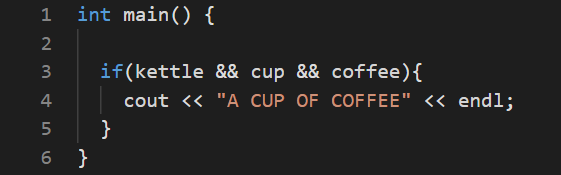 1 int main() {
2
3 if(kettle && cup && coffee){
4 cout << "A CUP OF COFFEE" << endl;
5 }
6 }